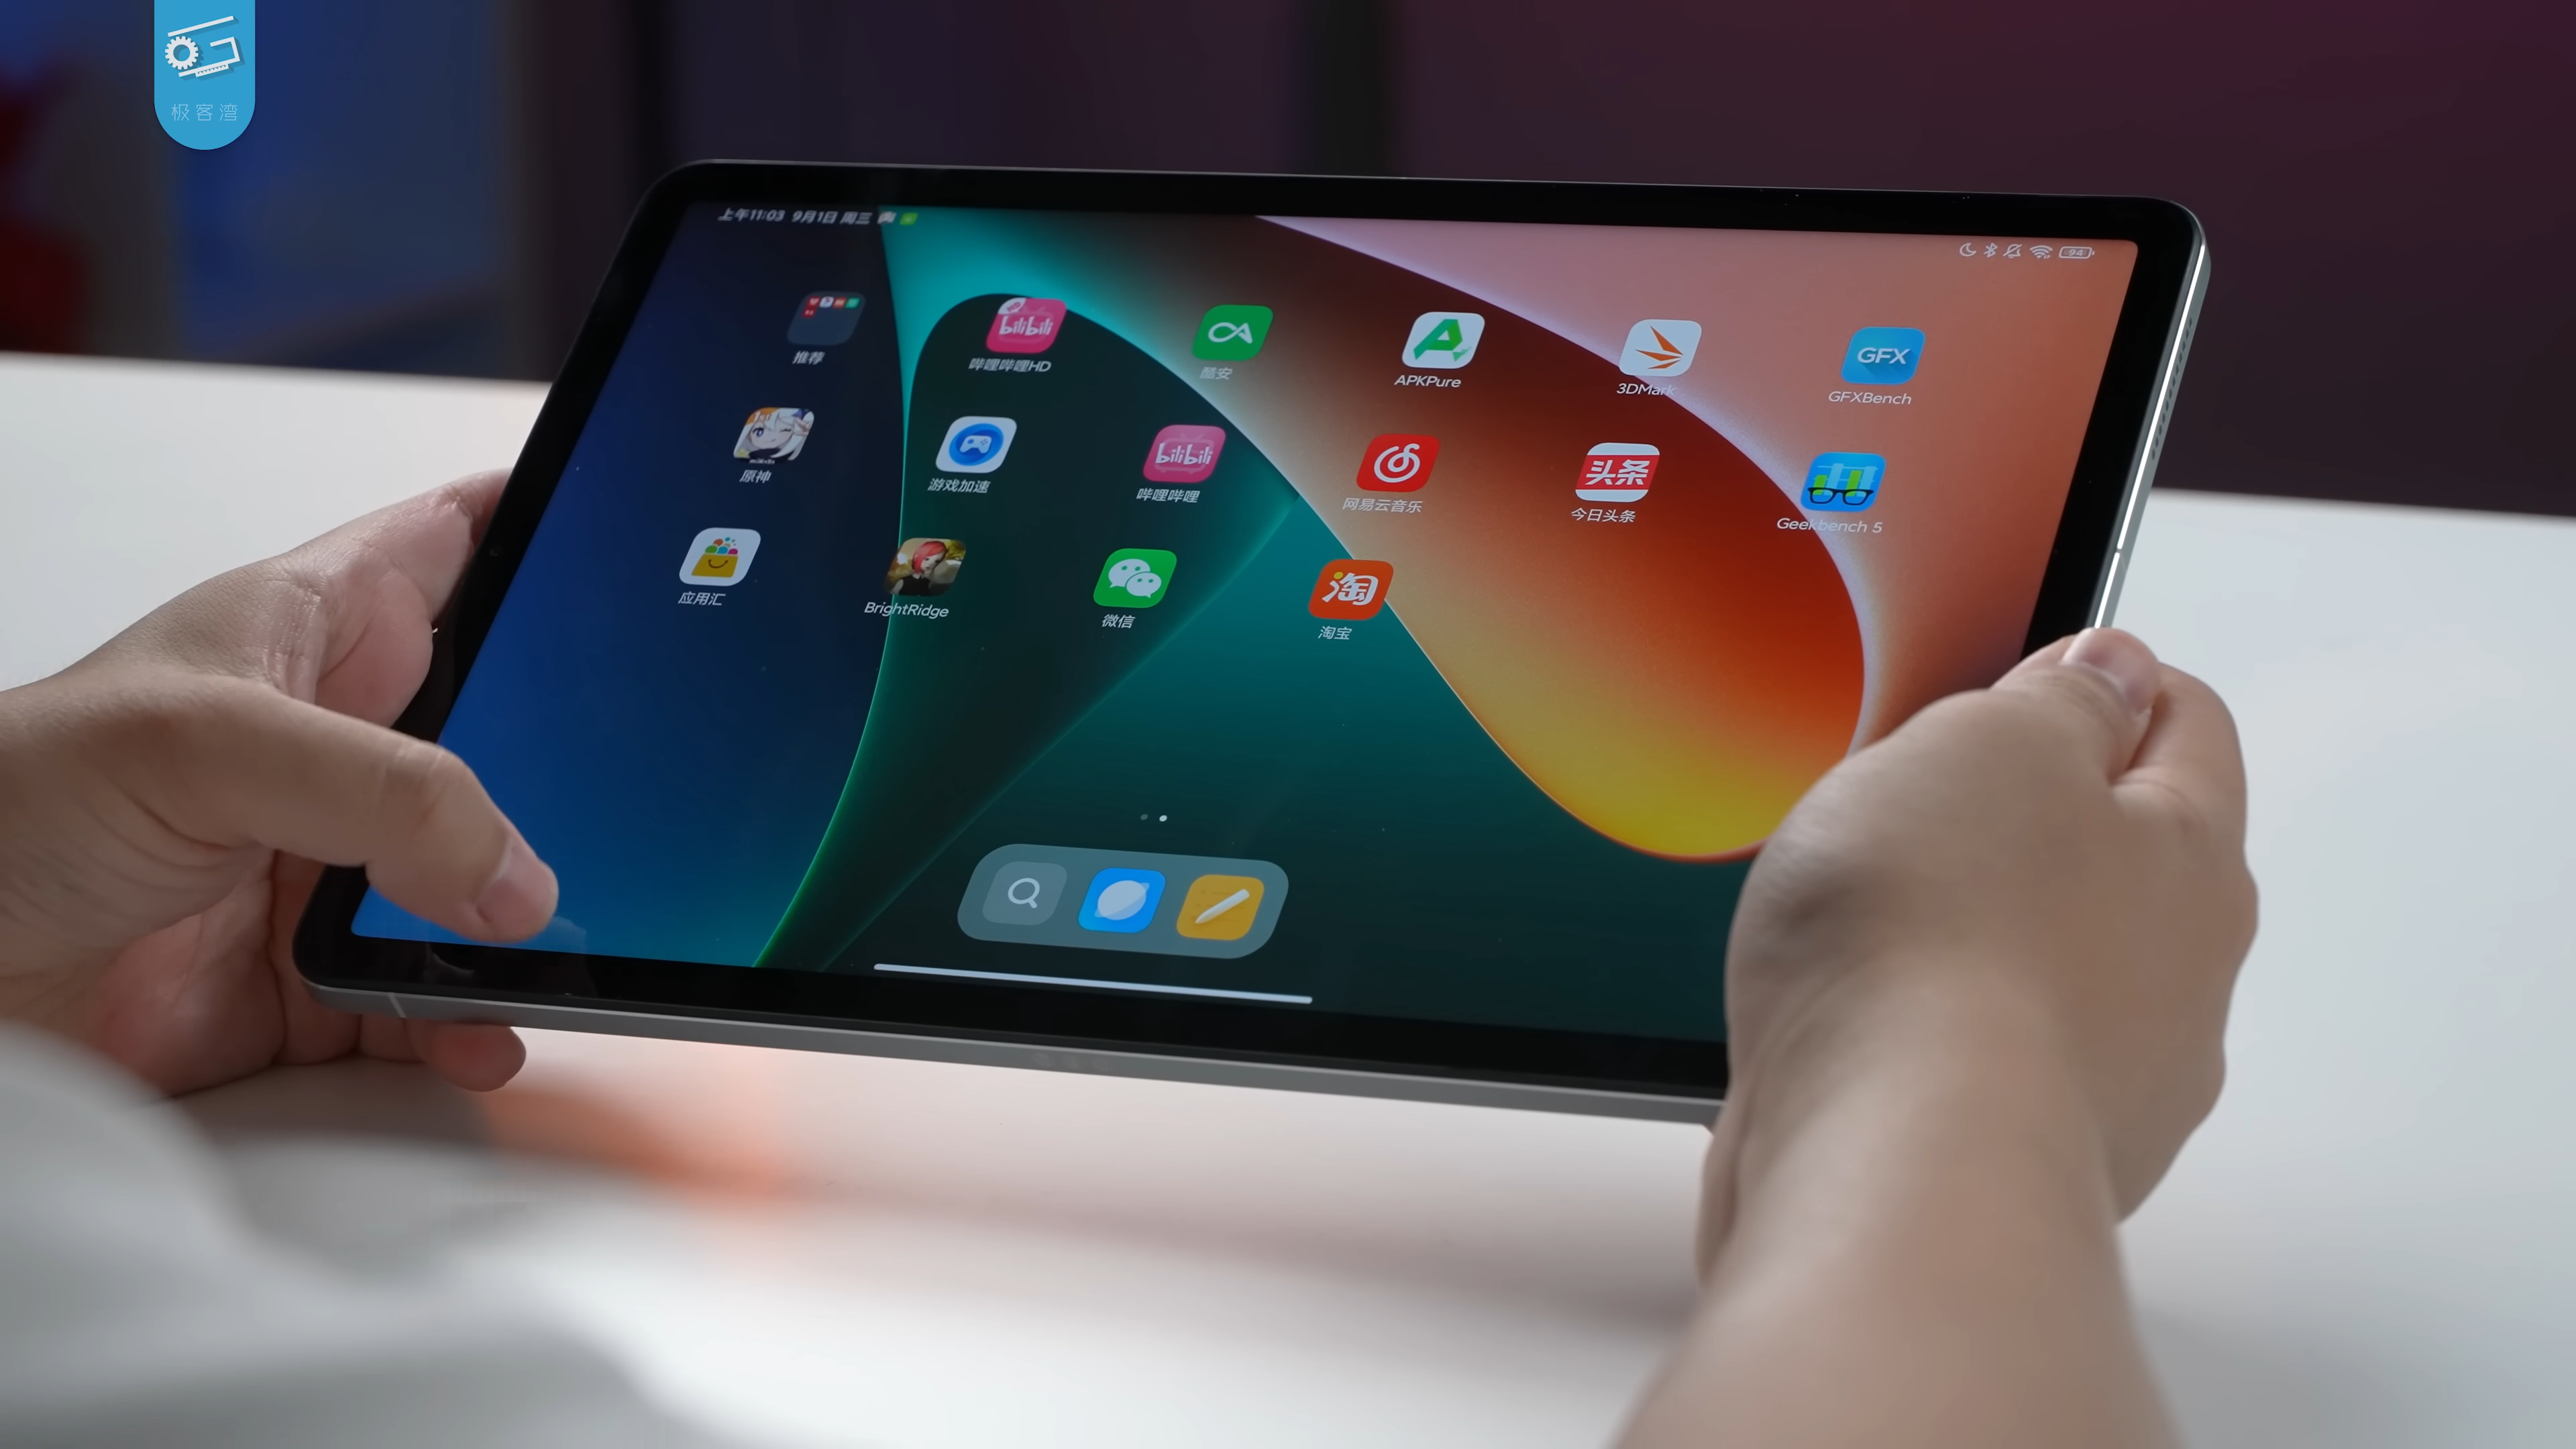 极客湾
上午11:03 9月1日 周三
94
推荐
bilibili
哔哩哔哩HD
酷安
APKPure
3DMark
GFX
GFXBench
原神
游戏加速
bilibili
哔哩哔哩
网易云音乐
头条
今日头条
Geekbench 5
应用汇
BrightRidge
微信
淘
淘宝